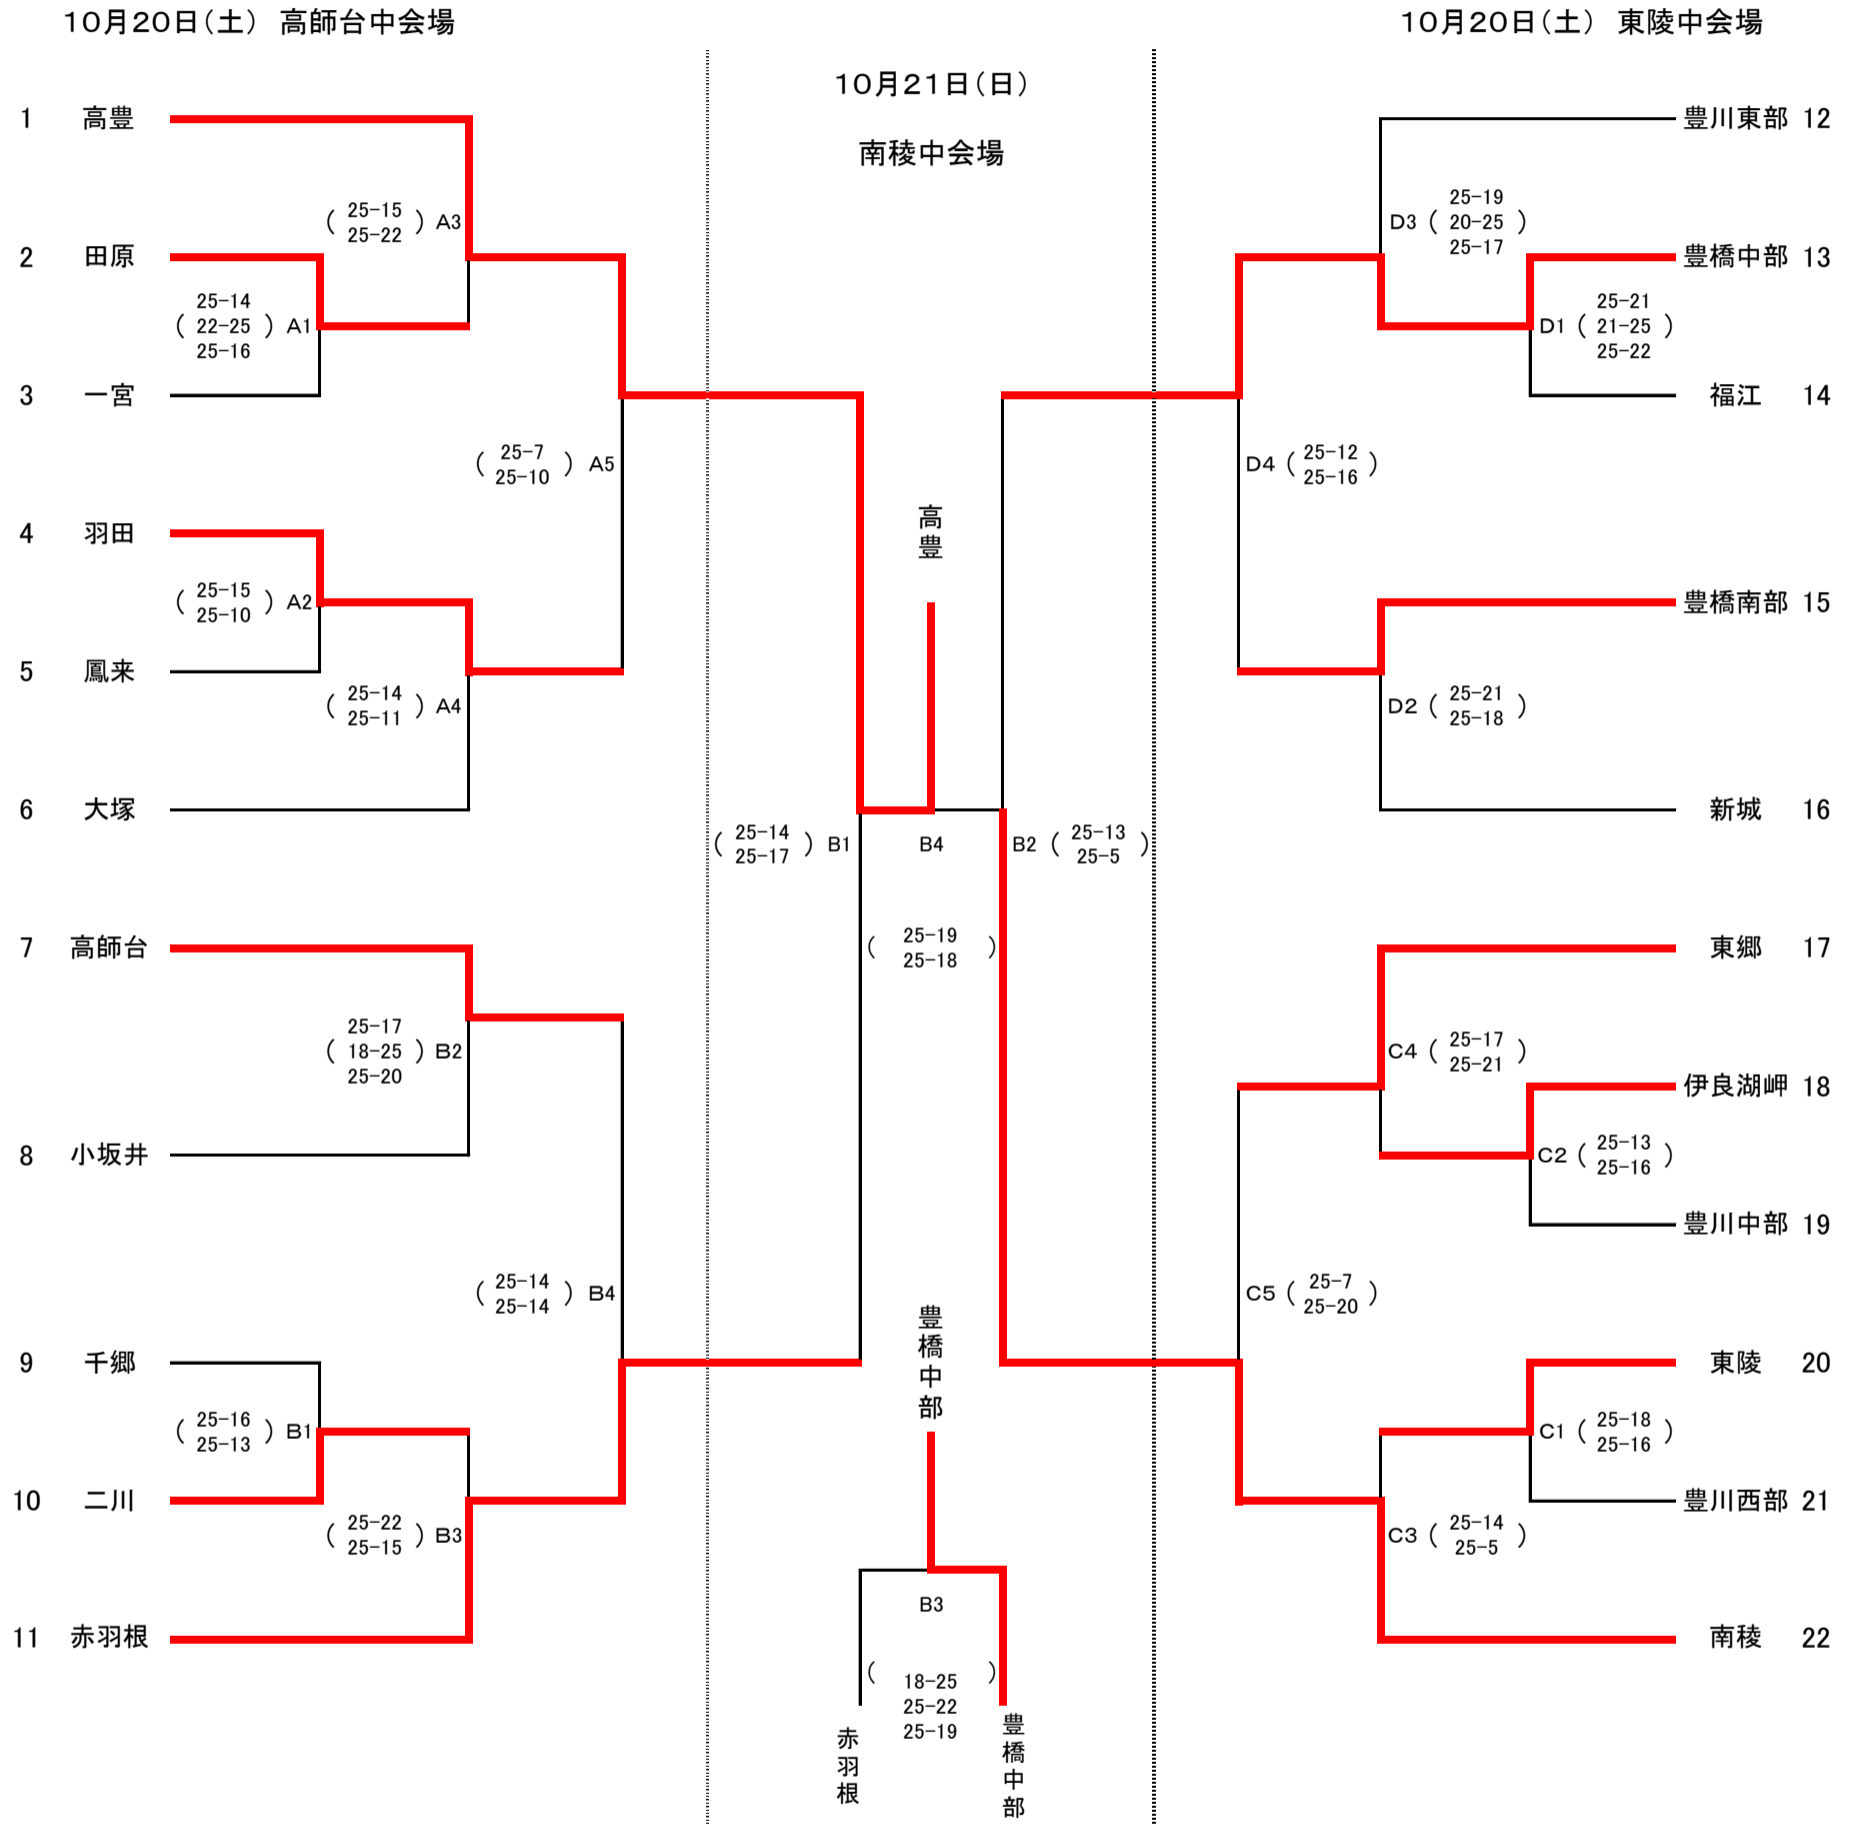 10月20日(土) 高師台中会場
10月20日(土) 東陵中会場
10月21日(日)
南稜中会場
1 高豊
(25-15
25-22) A3
2 田原
(25-14
22-25
25-16) A1
3 一宮
(25-7
25-10) A5
4 羽田
(25-15
25-10) A2
5 鳳来
(25-14
25-11) A4
6 大塚
7 高師台
(25-17
18-25
25-20) B2
8 小坂井
(25-14
25-14) B4
9 千郷
(25-16
25-13) B1
10 二川
(25-22
25-15) B3
11 赤羽根
高豊
(25-14
25-17) B1
B4
(25-19
25-18)
B2 (25-13
25-5)
豊橋中部
B3
(18-25
25-22
25-19)
赤羽根
豊橋中部
豊川東部 12
D3 (25-19
20-25
25-17)
豊橋中部 13
D1 (25-21
21-25
25-22)
福江 14
D4 (25-12
25-16)
豊橋南部 15
D2 (25-21
25-18)
新城 16
東郷 17
C4 (25-17
25-21)
伊良湖岬 18
C2 (25-13
25-16)
豊川中部 19
C5 (25-7
25-20)
東陵 20
C1 (25-18
25-16)
豊川西部 21
C3 (25-14
25-5)
南稜 22